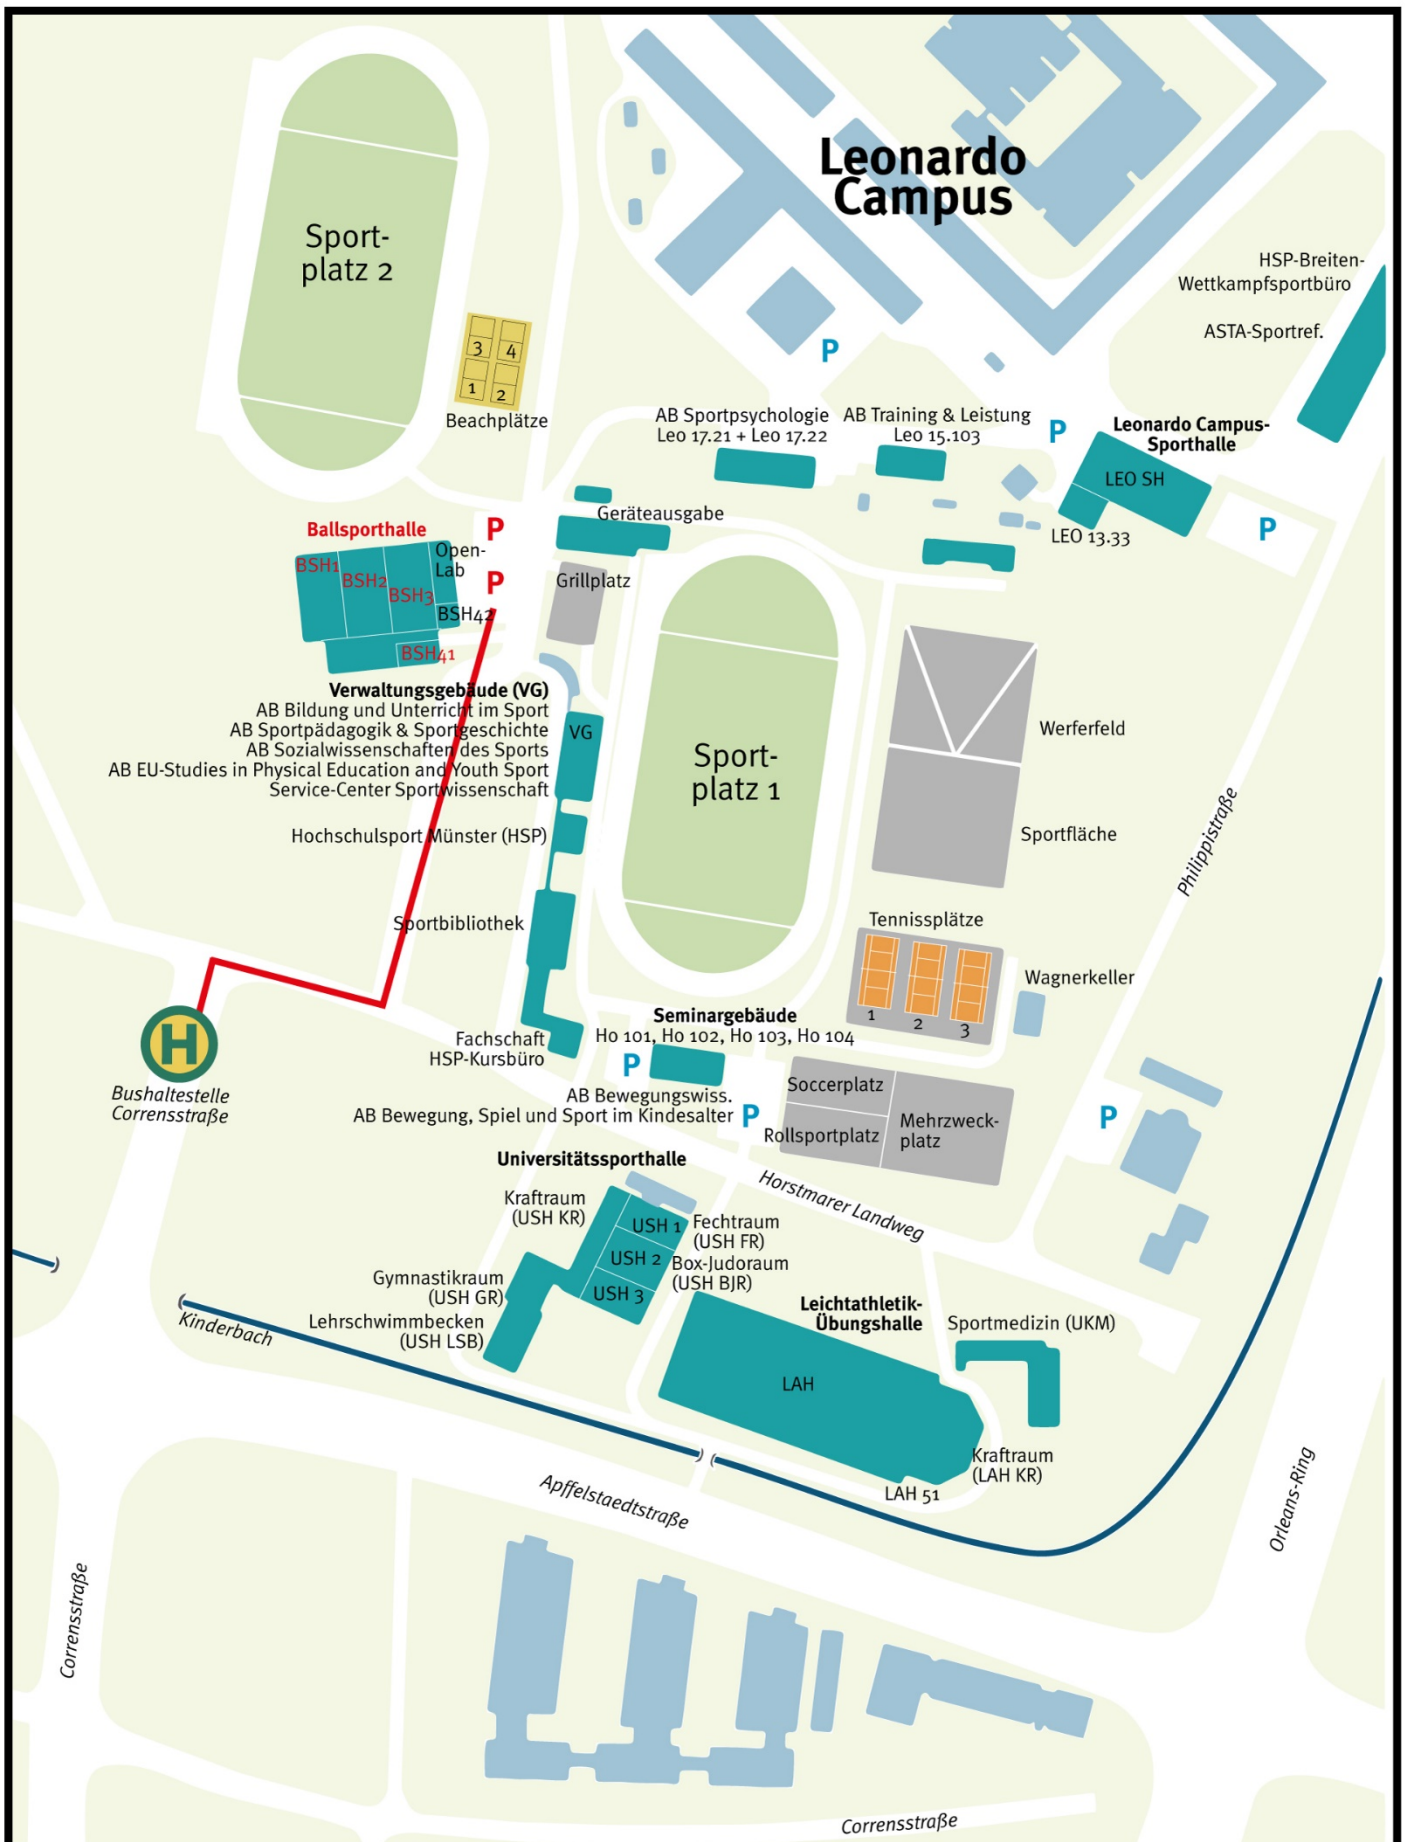 Leonardo
Campus
Sport-
platz 2
HSP-Breiten-
Wettkampfsportbüro
ASTA-Sportref.
P
3
4
1
2
Beachplätze
AB Sportpsychologie
Leo 17.21 + Leo 17.22
AB Training & Leistung
Leo 15.103
P
Leonardo Campus-
Sporthalle
LEO SH
LEO 13.33
P
Geräteausgabe
Ballsporthalle
P
P
BSH1
BSH2
BSH3
Open-
Lab
BSH42
BSH41
Grillplatz
Verwaltungsgebäude (VG)
AB Bildung und Unterricht im Sport
AB Sportpädagogik & Sportgeschichte
AB Sozialwissenschaften des Sports
AB EU-Studies in Physical Education and Youth Sport
Service-Center Sportwissenschaft
VG
Sport-
platz 1
Werferfeld
Sportfläche
Philippistraße
Hochschulsport Münster (HSP)
Sportbibliothek
Tennissplätze
1
2
3
Wagnerkeller
H
Bushaltestelle
Corrensstraße
Fachschaft
HSP-Kursbüro
Seminargebäude
Ho 101, Ho 102, Ho 103, Ho 104
P
AB Bewegungswiss.
AB Bewegung, Spiel und Sport im Kindesalter
P
Soccerplatz
Rollsportplatz
Mehrzweck-
platz
P
Universitätssporthalle
Horstmarer Landweg
Kraftraum
(USH KR)
USH 1
USH 2
USH 3
Fechtraum
(USH FR)
Box-Judoraum
(USH BJR)
Gymnastikraum
(USH GR)
Lehrschwimmbecken
(USH LSB)
Kinderbach
Leichtathletik-
Übungshalle
Sportmedizin (UKM)
LAH
Kraftraum
(LAH KR)
LAH 51
Apffelstaedtstraße
Orleans-Ring
Corrensstraße
Corrensstraße